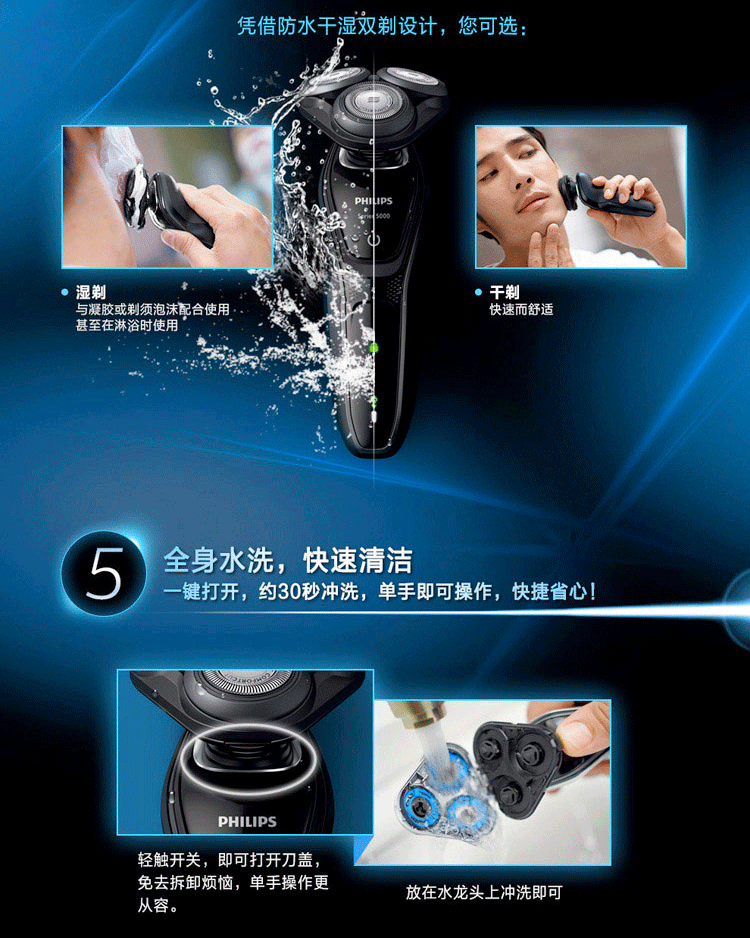 凭借防水干湿双剃设计，您可选：
PHILIPS
Series 5000
湿剃
与凝胶或剃须泡沫配合使用
甚至在淋浴时使用
干剃
快速而舒适
5
全身水洗，快速清洁
一键打开，约30秒冲洗，单手即可操作，快捷省心！
COMFORTCUT
PHILIPS
轻触开关，即可打开刀盖，
免去拆卸烦恼，单手操作更
从容。
放在水龙头上冲洗即可